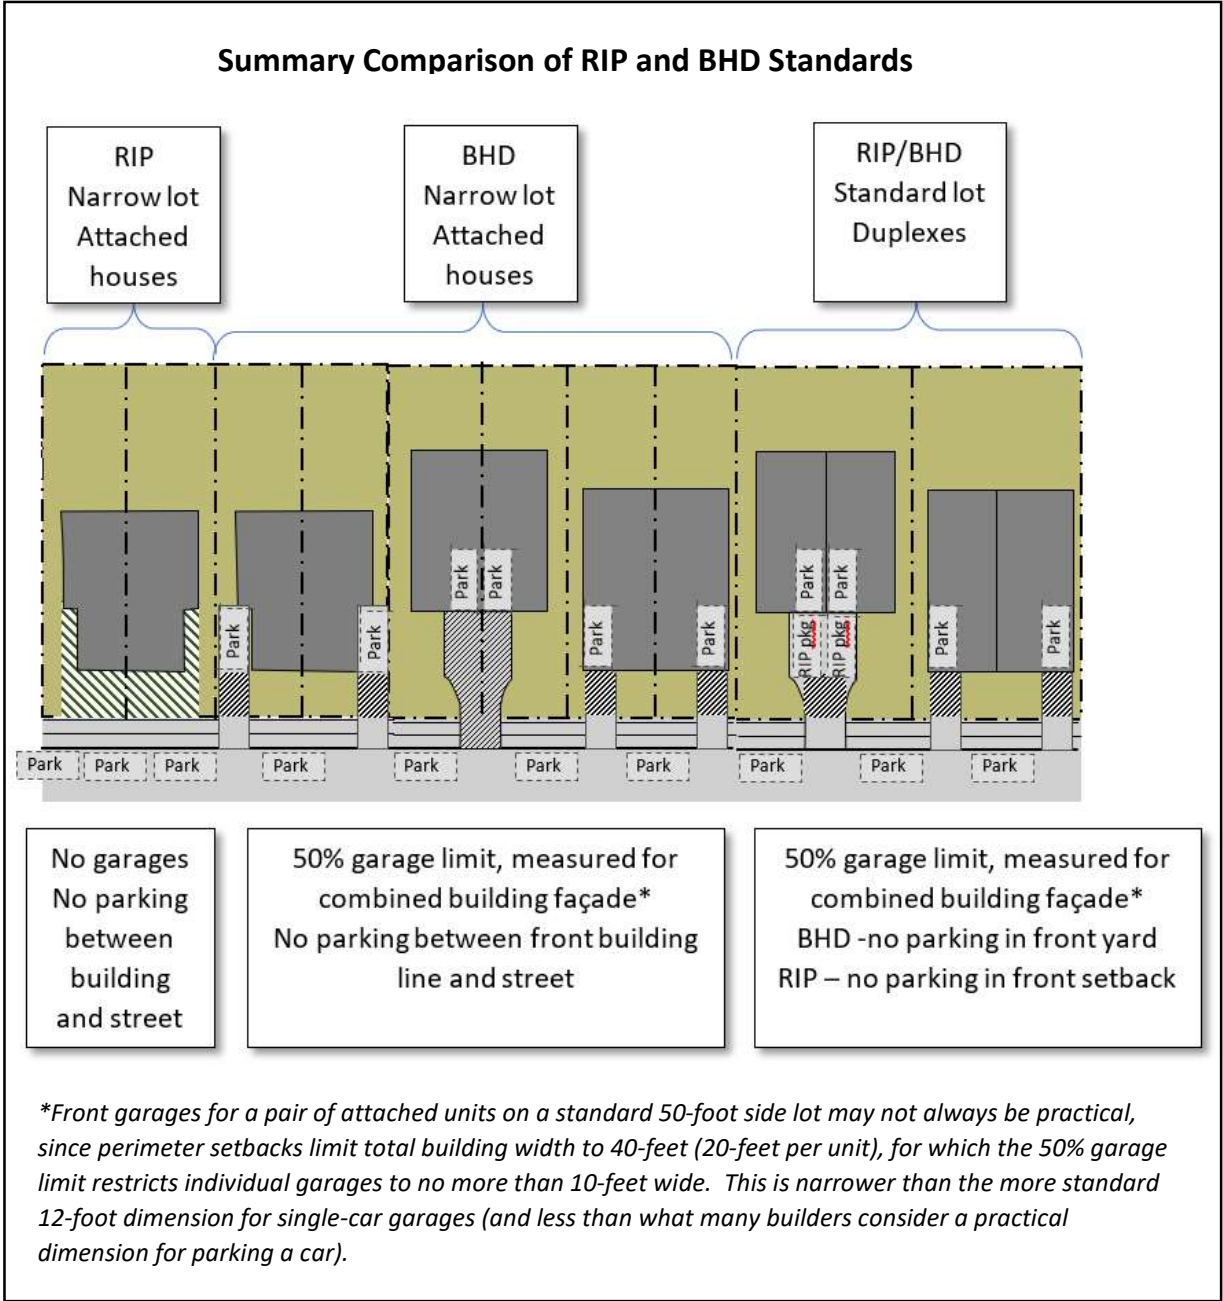 Summary Comparison of RIP and BHD Standards
RIP
Narrow lot
Attached
houses
BHD
Narrow lot
Attached
houses
RIP/BHD
Standard lot
Duplexes
Park
Park
Park
Park
Park
Park
Park
Park
RIP pkg
RIP pkg
Park
Park
Park
Park
Park
Park
Park
Park
Park
Park
Park
Park
No garages
No parking
between
building
and street
50% garage limit, measured for
combined building façade*
No parking between front building
line and street
50% garage limit, measured for
combined building façade*
BHD -no parking in front yard
RIP – no parking in front setback
*Front garages for a pair of attached units on a standard 50-foot side lot may not always be practical,
since perimeter setbacks limit total building width to 40-feet (20-feet per unit), for which the 50% garage
limit restricts individual garages to no more than 10-feet wide.  This is narrower than the more standard
12-foot dimension for single-car garages (and less than what many builders consider a practical
dimension for parking a car).